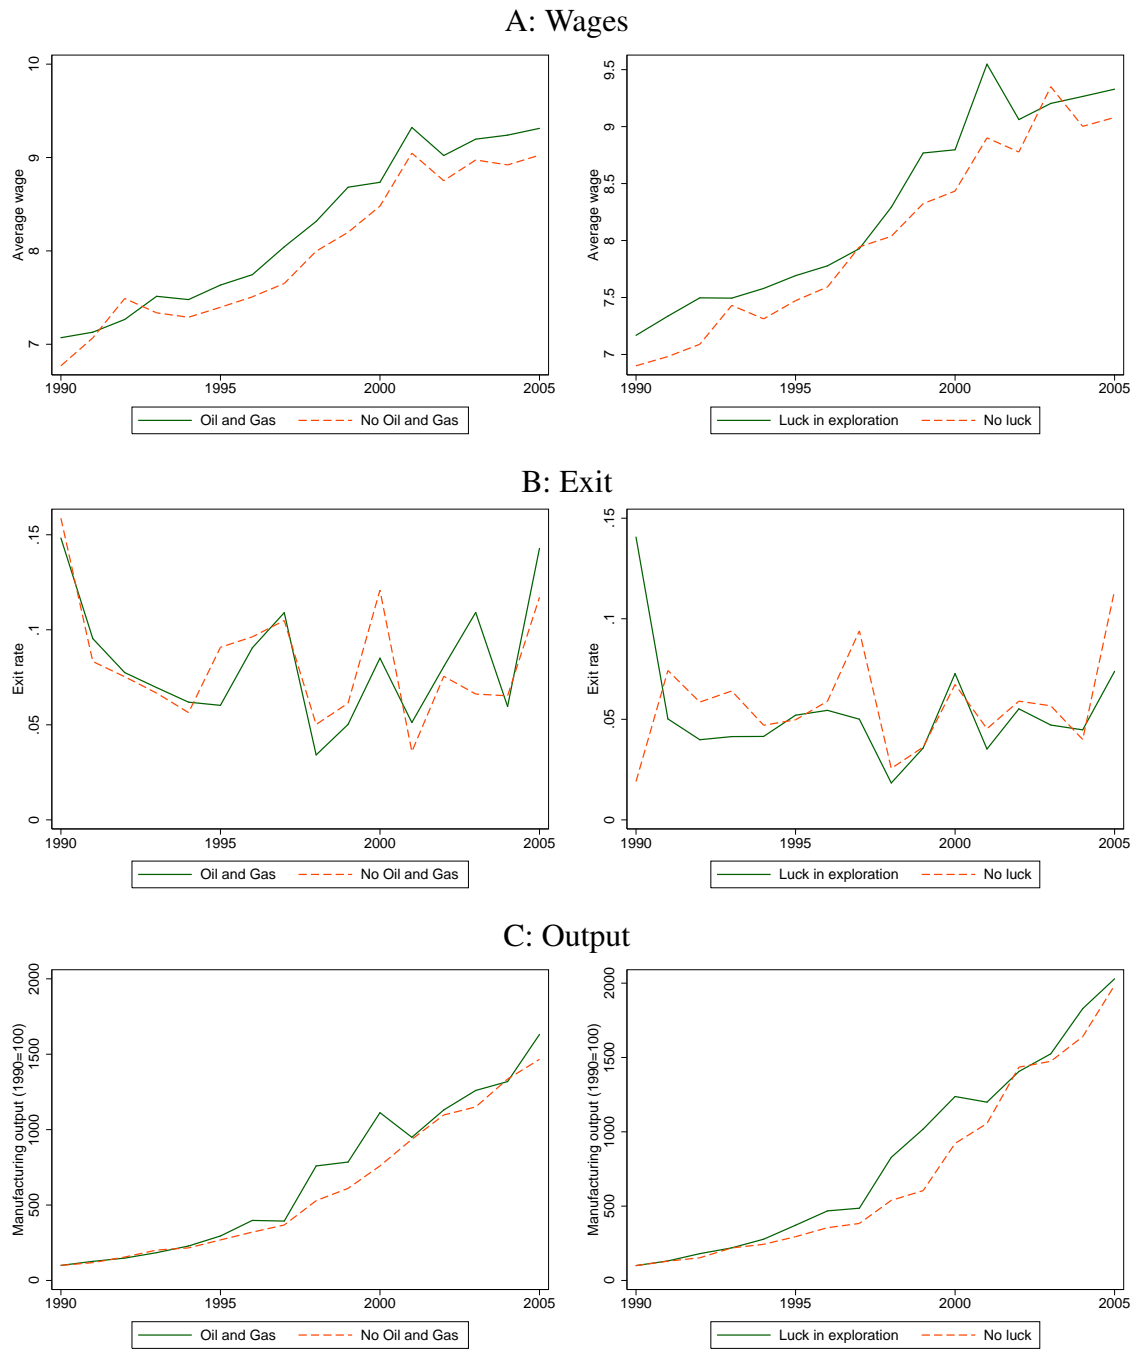 A: Wages
Average wage
7 8 9 10
1990 1995 2000 2005
Oil and Gas No Oil and Gas
Average wage
7 7.5 8 8.5 9 9.5
1990 1995 2000 2005
Luck in exploration No luck
B: Exit
Exit rate
0 .05 .1 .15
1990 1995 2000 2005
Oil and Gas No Oil and Gas
Exit rate
0 .05 .1 .15
1990 1995 2000 2005
Luck in exploration No luck
C: Output
Manufacturing output (1990=100)
0 500 1000 1500 2000
1990 1995 2000 2005
Oil and Gas No Oil and Gas
Manufacturing output (1990=100)
0 500 1000 1500 2000
1990 1995 2000 2005
Luck in exploration No luck